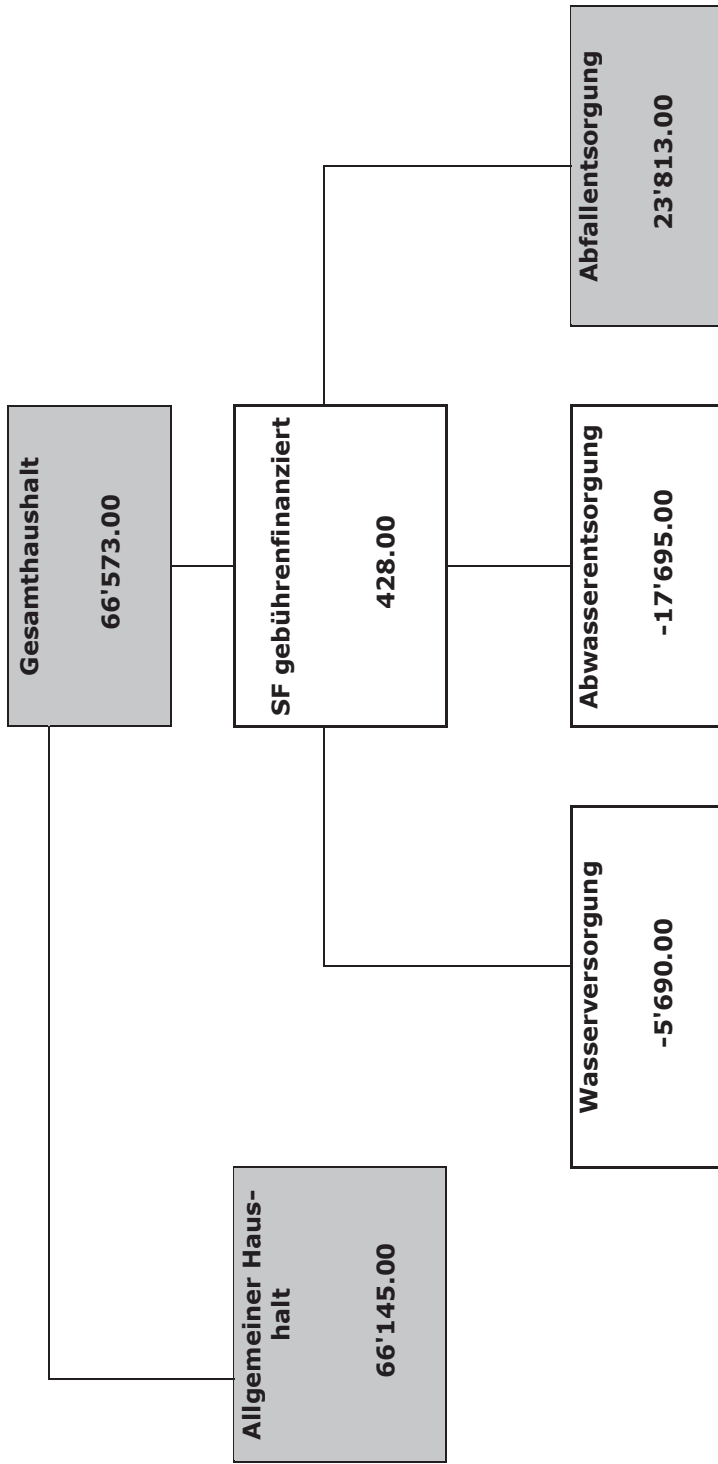 Gesamthaushalt
66'573.00
Allgemeiner Haus-
halt
66'145.00
SF gebührenfinanziert
428.00
Wasserversorgung
-5'690.00
Abwasserentsorgung
-17'695.00
Abfallentsorgung
23'813.00